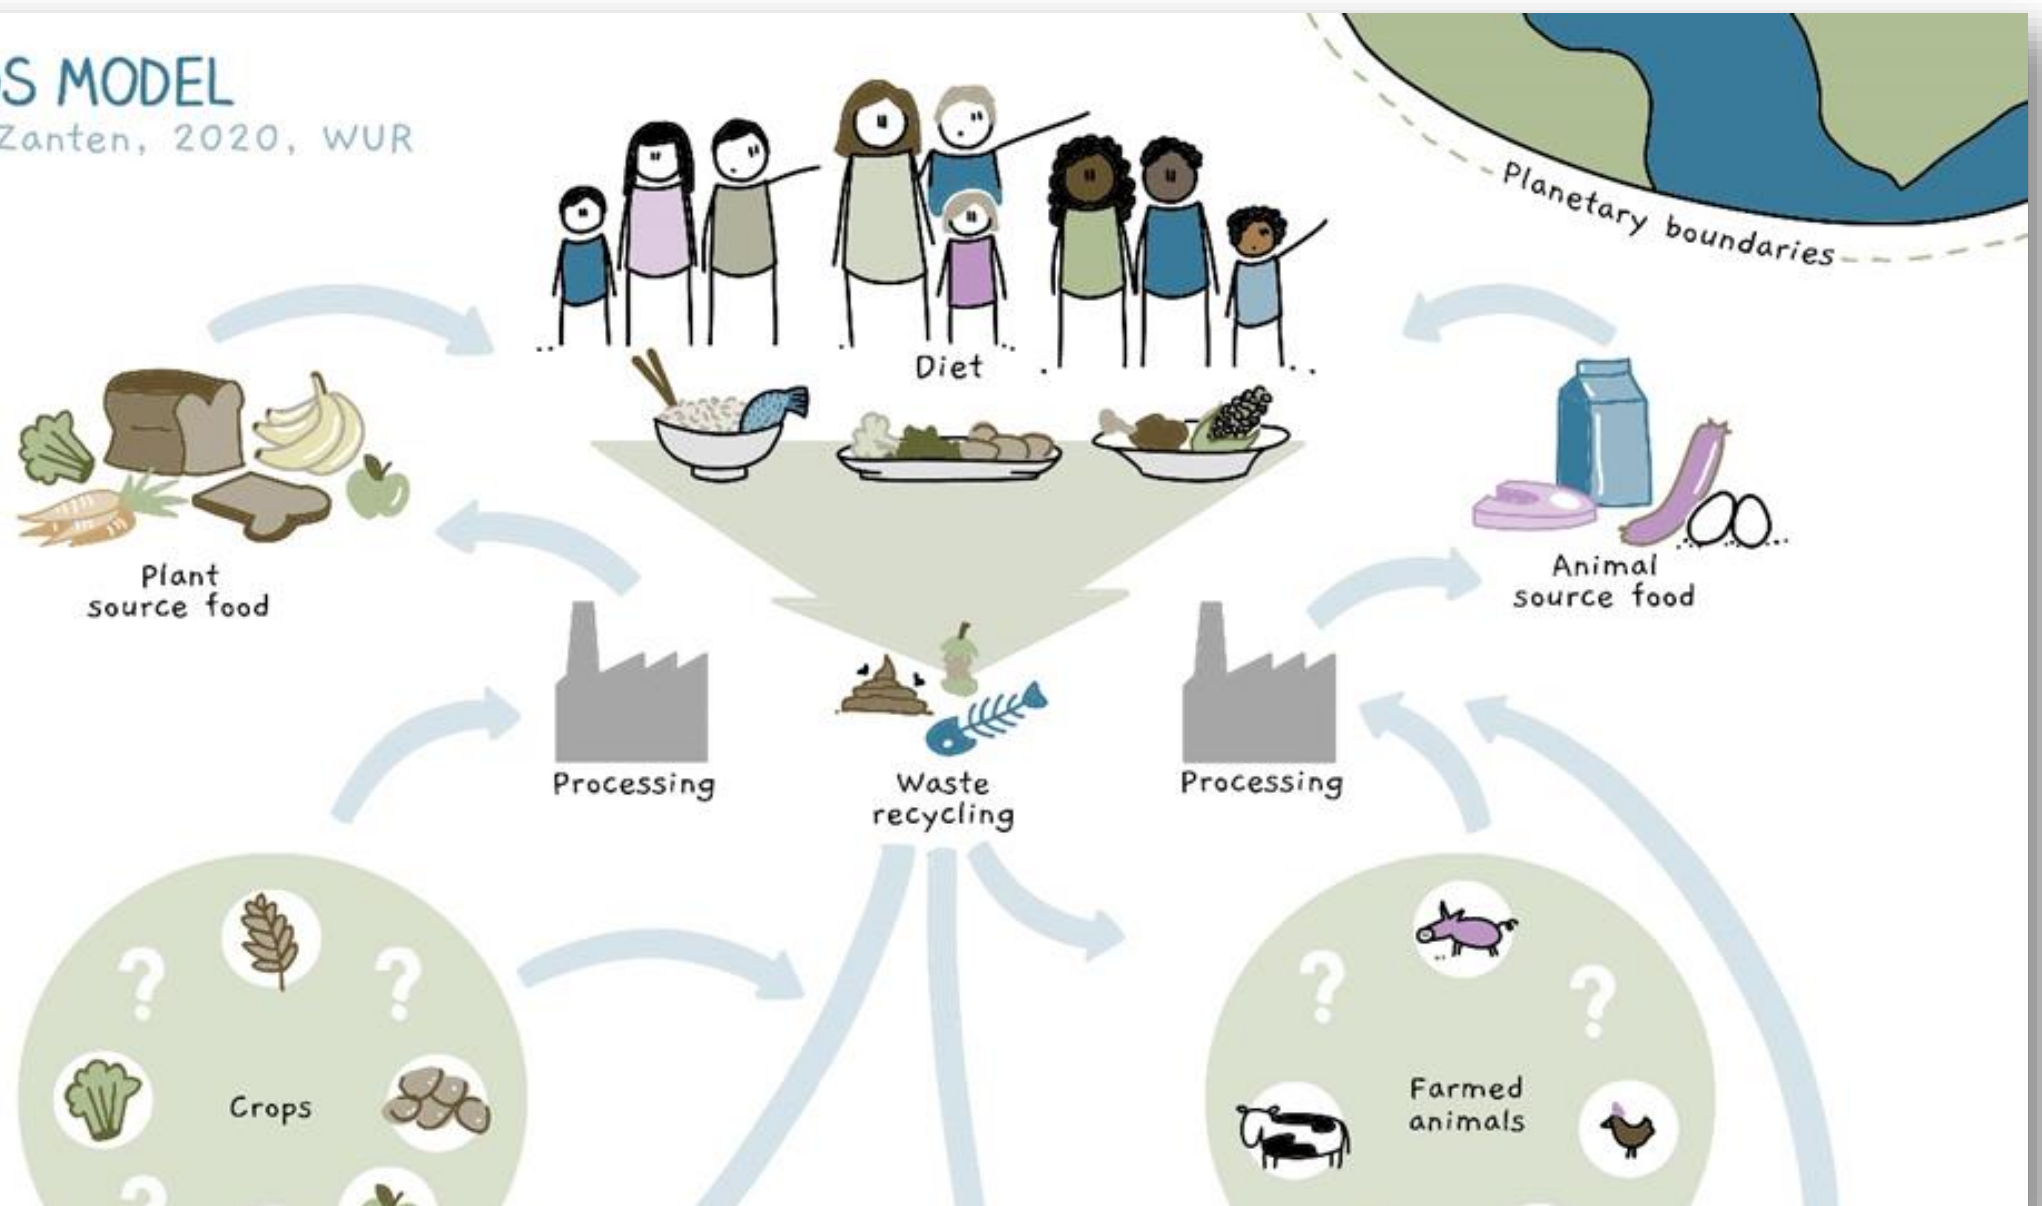 OS MODEL
Zanten, 2020, WUR
Planetary boundaries
Diet
Plant
source food
Animal
source food
Processing
Waste
recycling
Processing
Crops
?
?
?
Farmed
animals
?
?